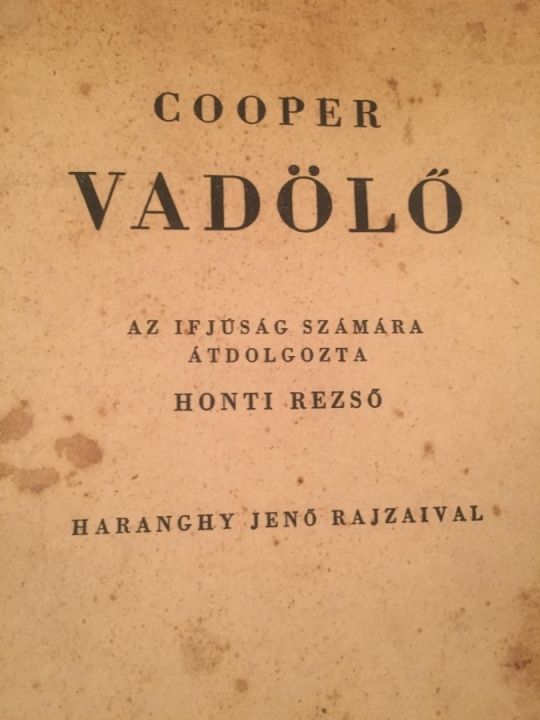 COOPER
VADÖLŐ
AZ IFJÚSÁG SZÁMÁRA
ÁTDOLGOZTA
HONTI REZSŐ
HARANGHY JENŐ RAJZAIVAL